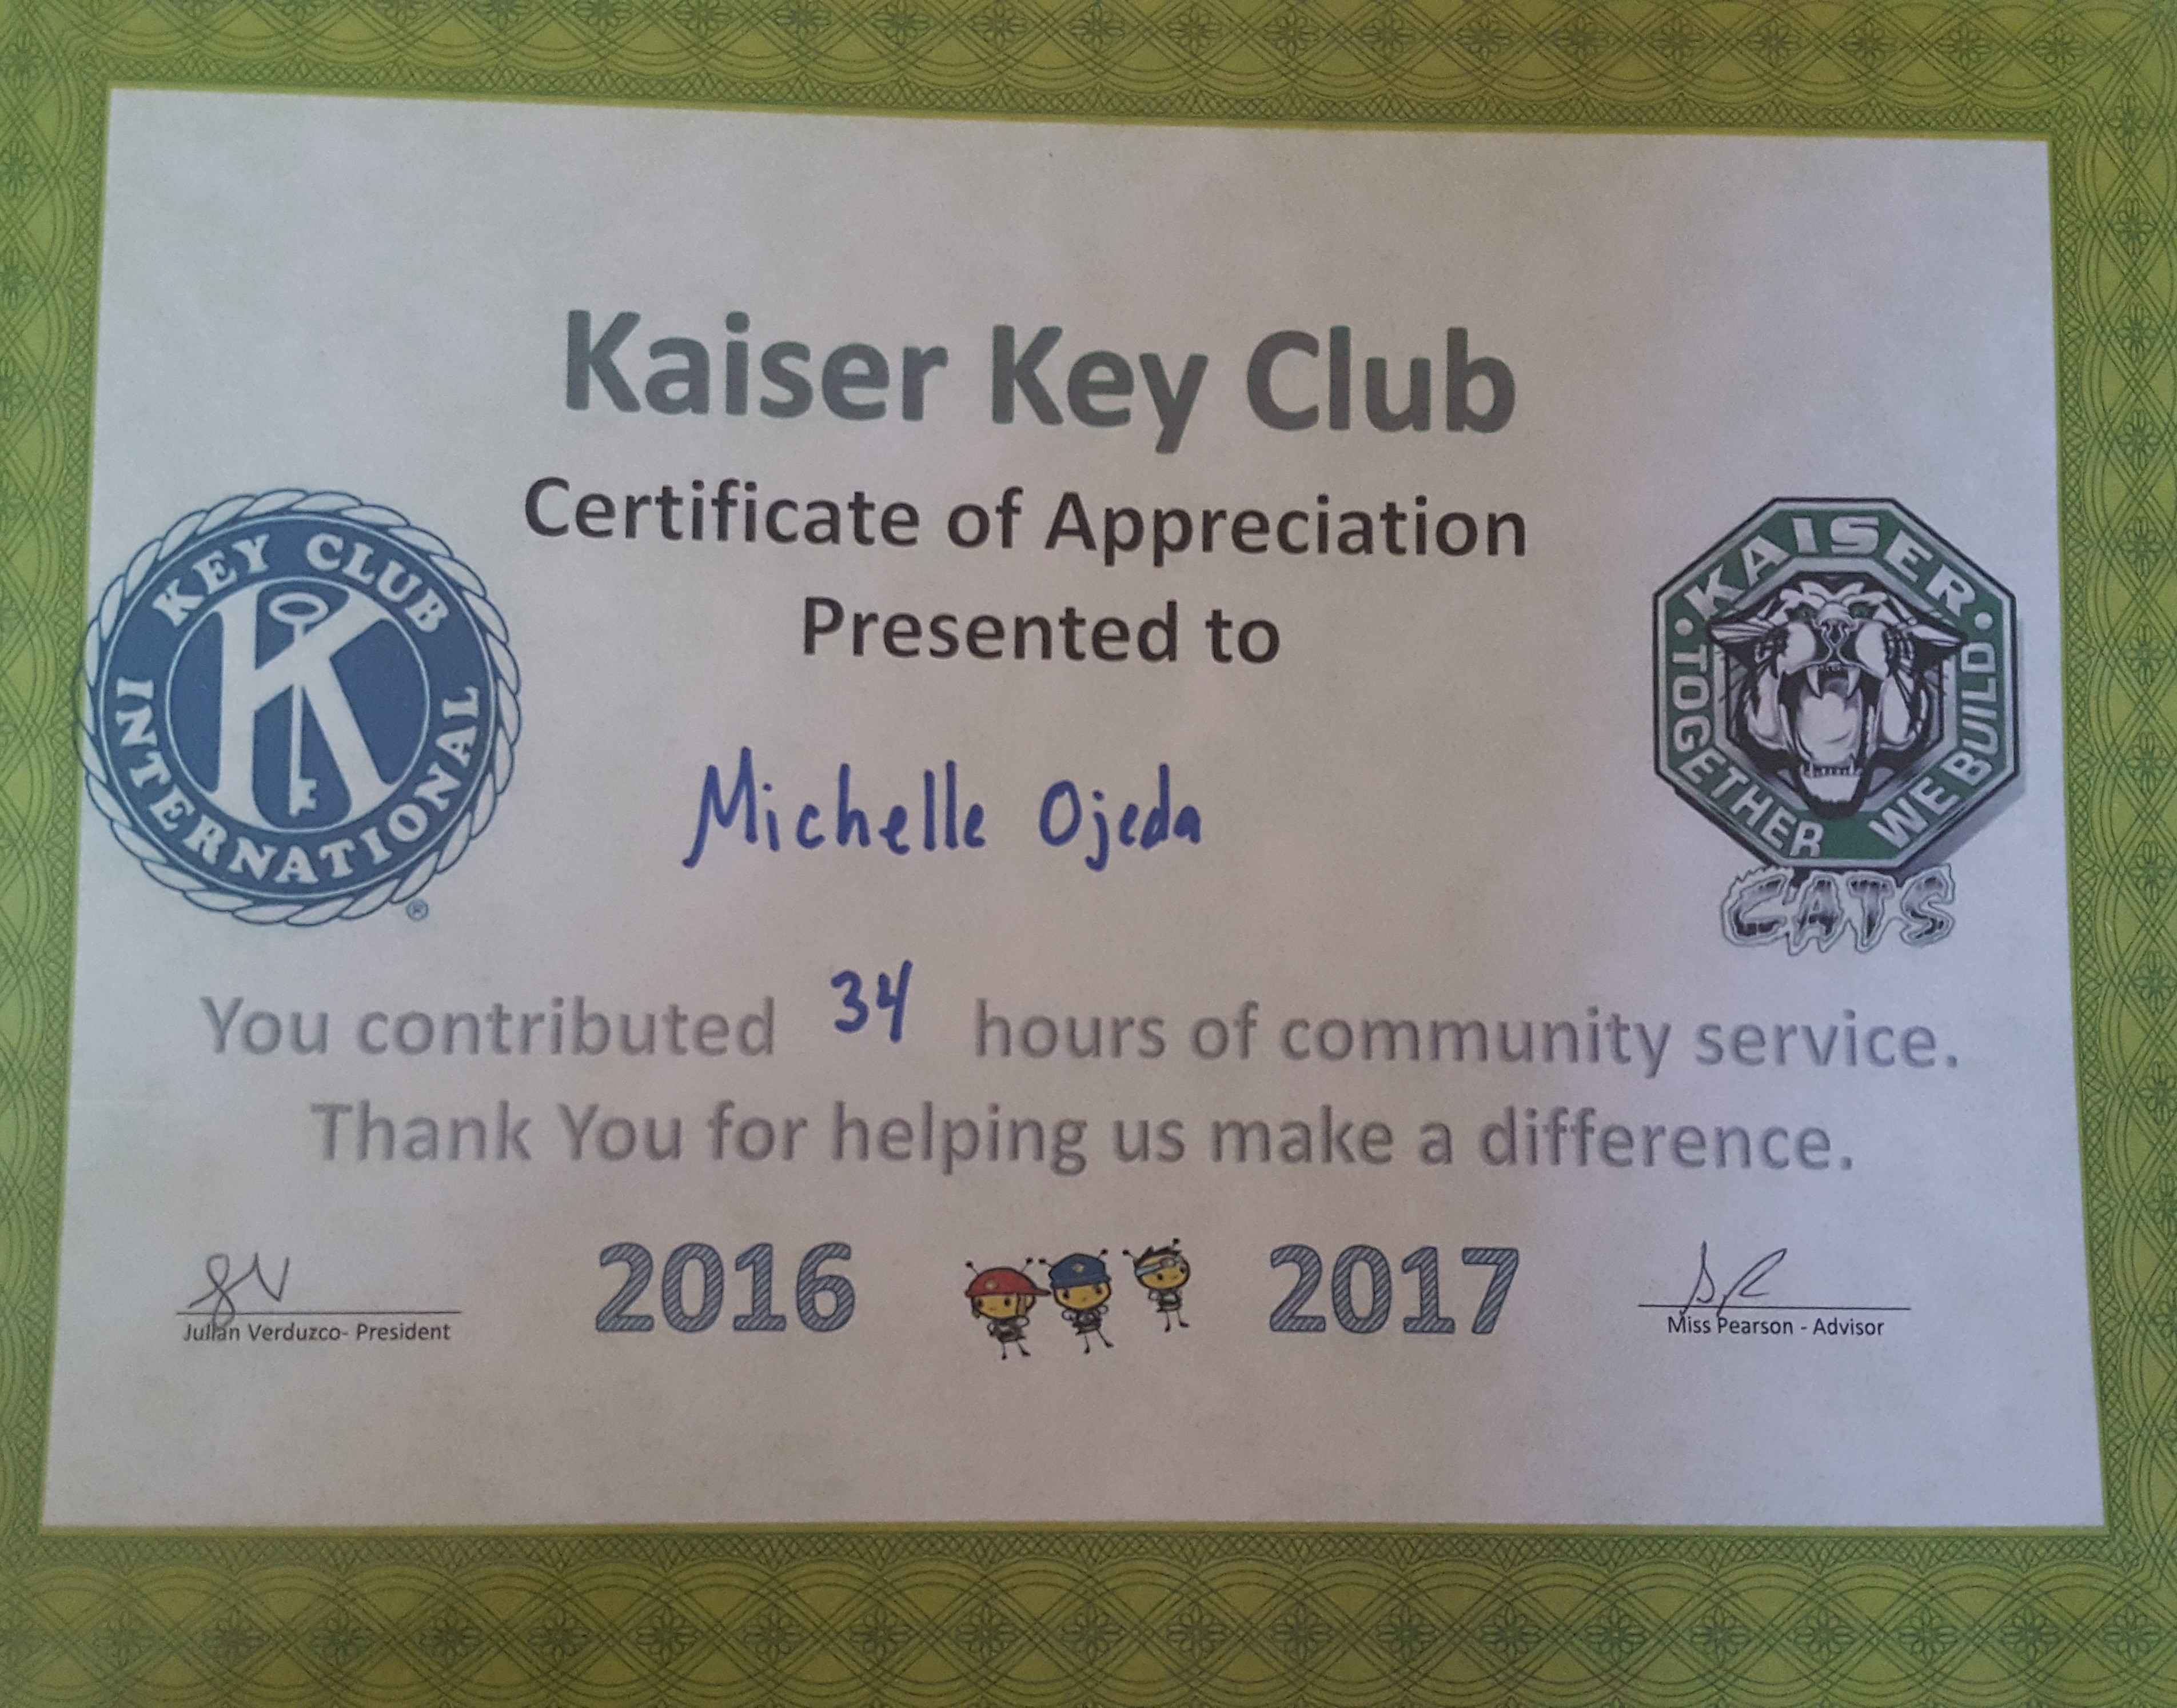 Kaiser Key Club
Certificate of Appreciation
Presented to
KEY CLUB
INTERNATIONAL
K
®
KAISER
TOGETHER WE BUILD
CATS
Michelle Ojeda
You contributed 34 hours of community service.
Thank You for helping us make a difference.
2016 2017
Julian Verduzco- President
Miss Pearson - Advisor